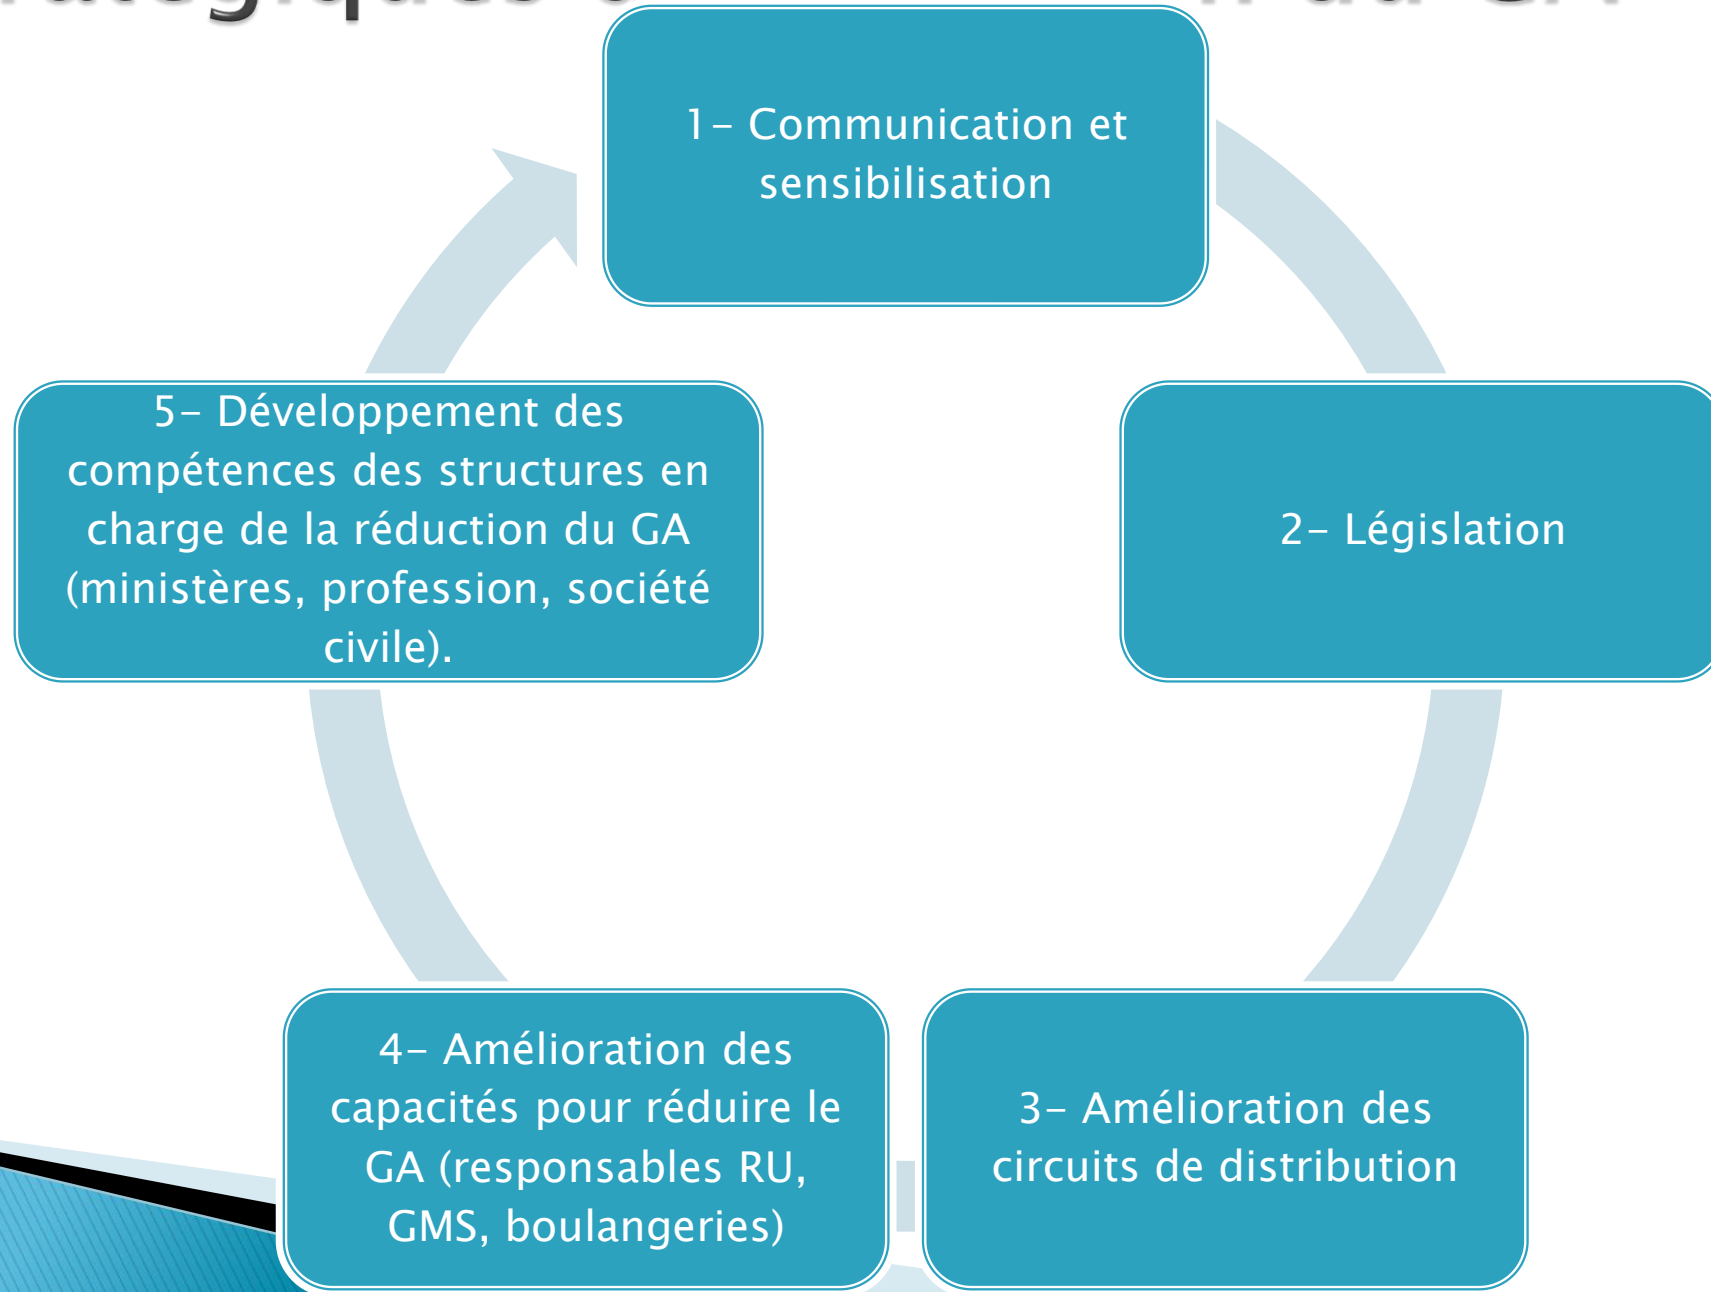 1- Communication et
sensibilisation
2- Législation
3- Amélioration des
circuits de distribution
4- Amélioration des
capacités pour réduire le
GA (responsables RU,
GMS, boulangeries)
5- Développement des
compétences des structures en
charge de la réduction du GA
(ministères, profession, société
civile).